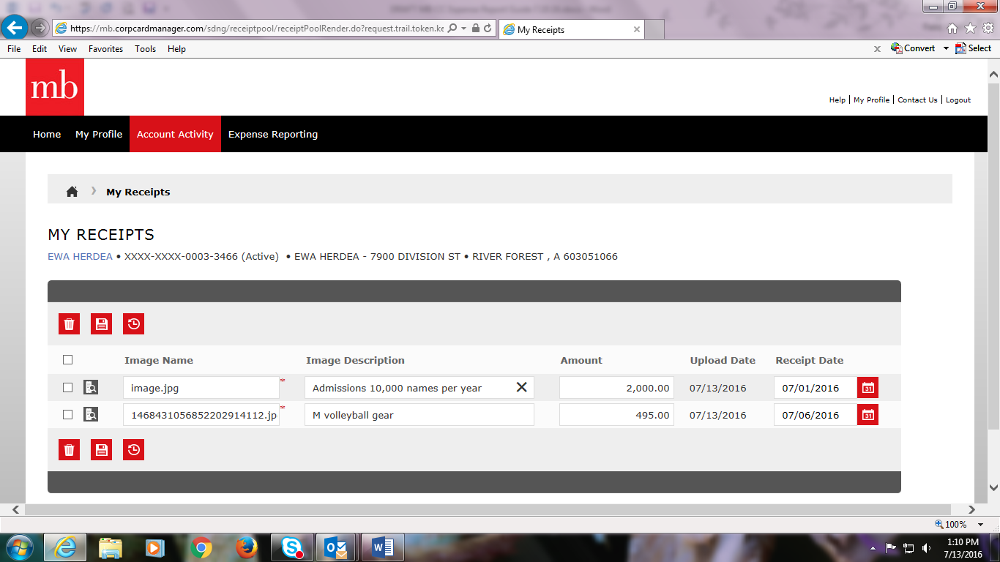 https://mb.corpcardmanager.com/sdng/receiptpool/receiptPoolRender.do?request.trail.token.ke
My Receipts
File Edit View Favorites Tools Help
x Convert Select
mb
Help | My Profile | Contact Us | Logout
Home My Profile Account Activity Expense Reporting
My Receipts
MY RECEIPTS
EWA HERDEA • XXXX-XXXX-0003-3466 (Active) • EWA HERDEA - 7900 DIVISION ST • RIVER FOREST , A 603051066
Image Name Image Description Amount Upload Date Receipt Date
image.jpg * Admissions 10,000 names per year 2,000.00 07/13/2016 07/01/2016 31
1468431056852202914112.jp * M volleyball gear 495.00 07/13/2016 07/06/2016 31
100%
1:10 PM
7/13/2016